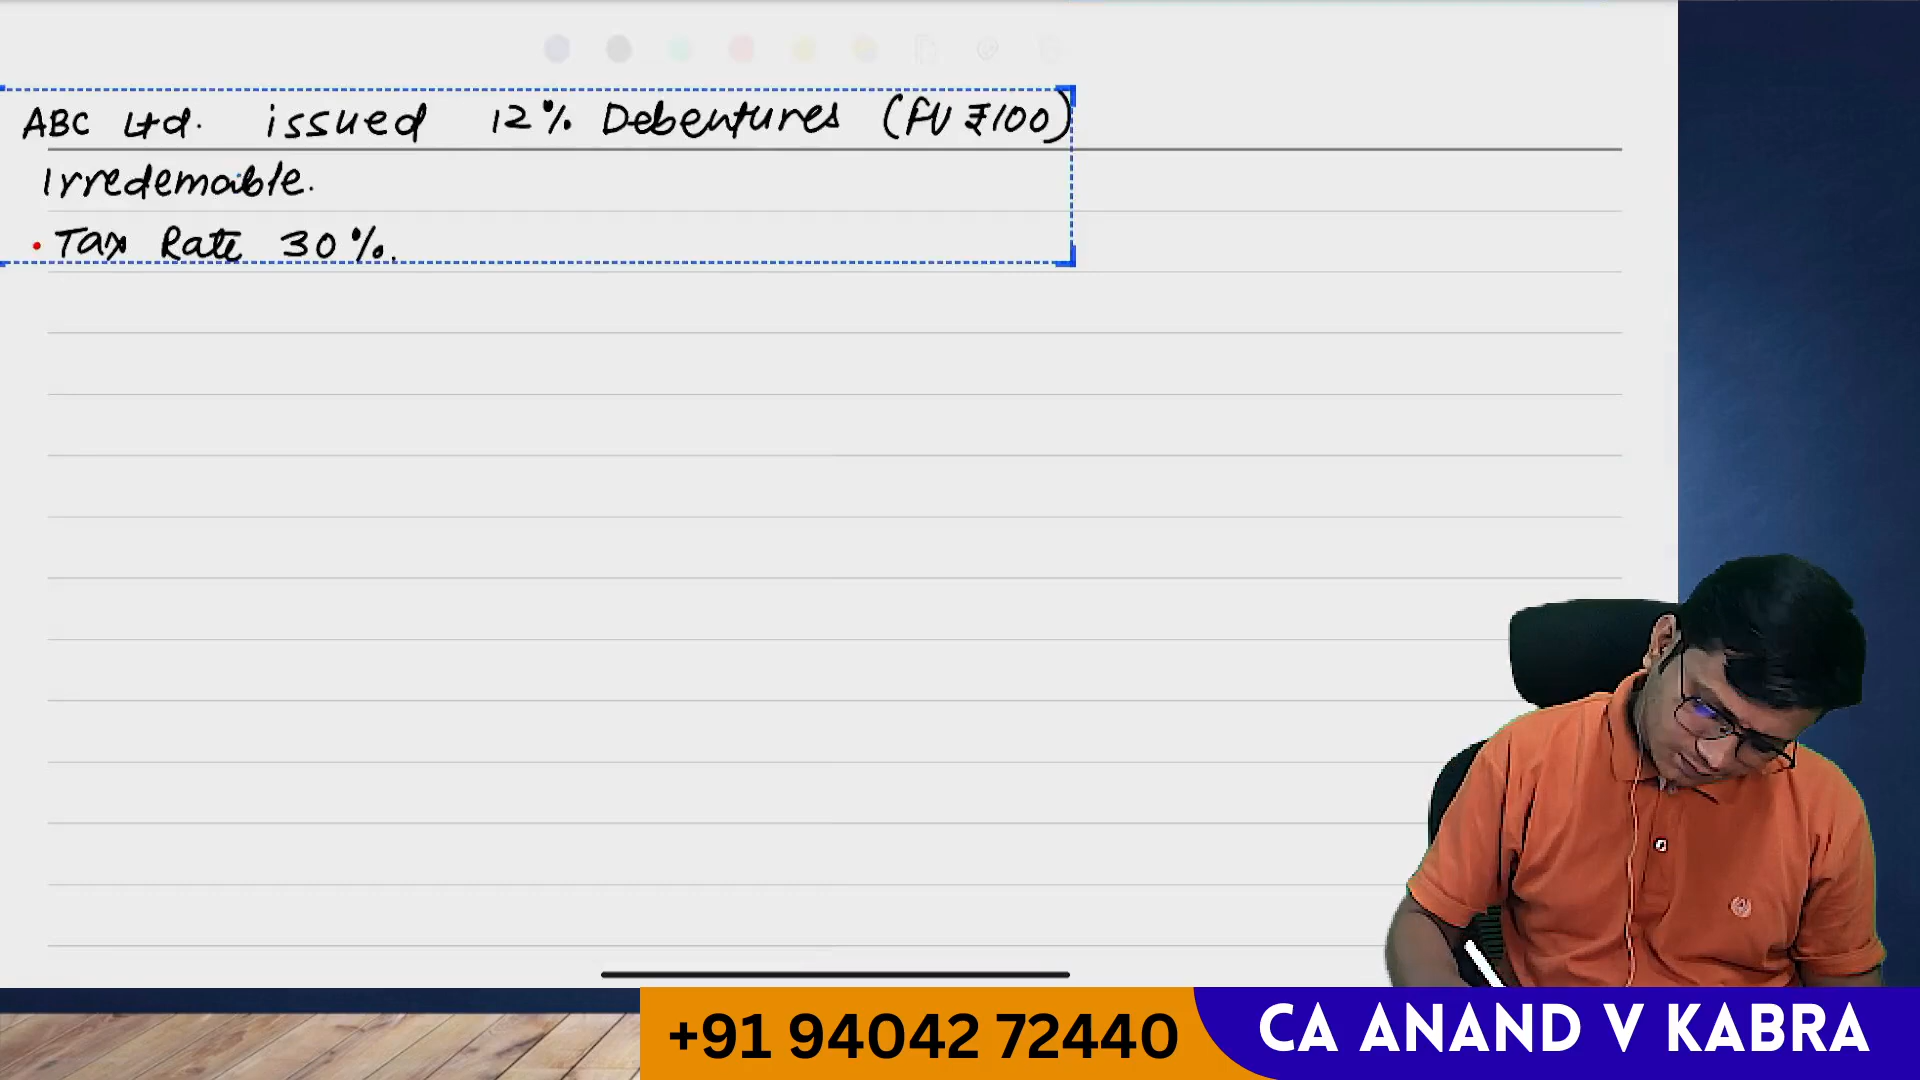 ABC Ltd. issued 12% Debentures (FV ₹100)
Irredemable.
• Tax Rate 30%.
+91 94042 72440
CA ANAND V KABRA